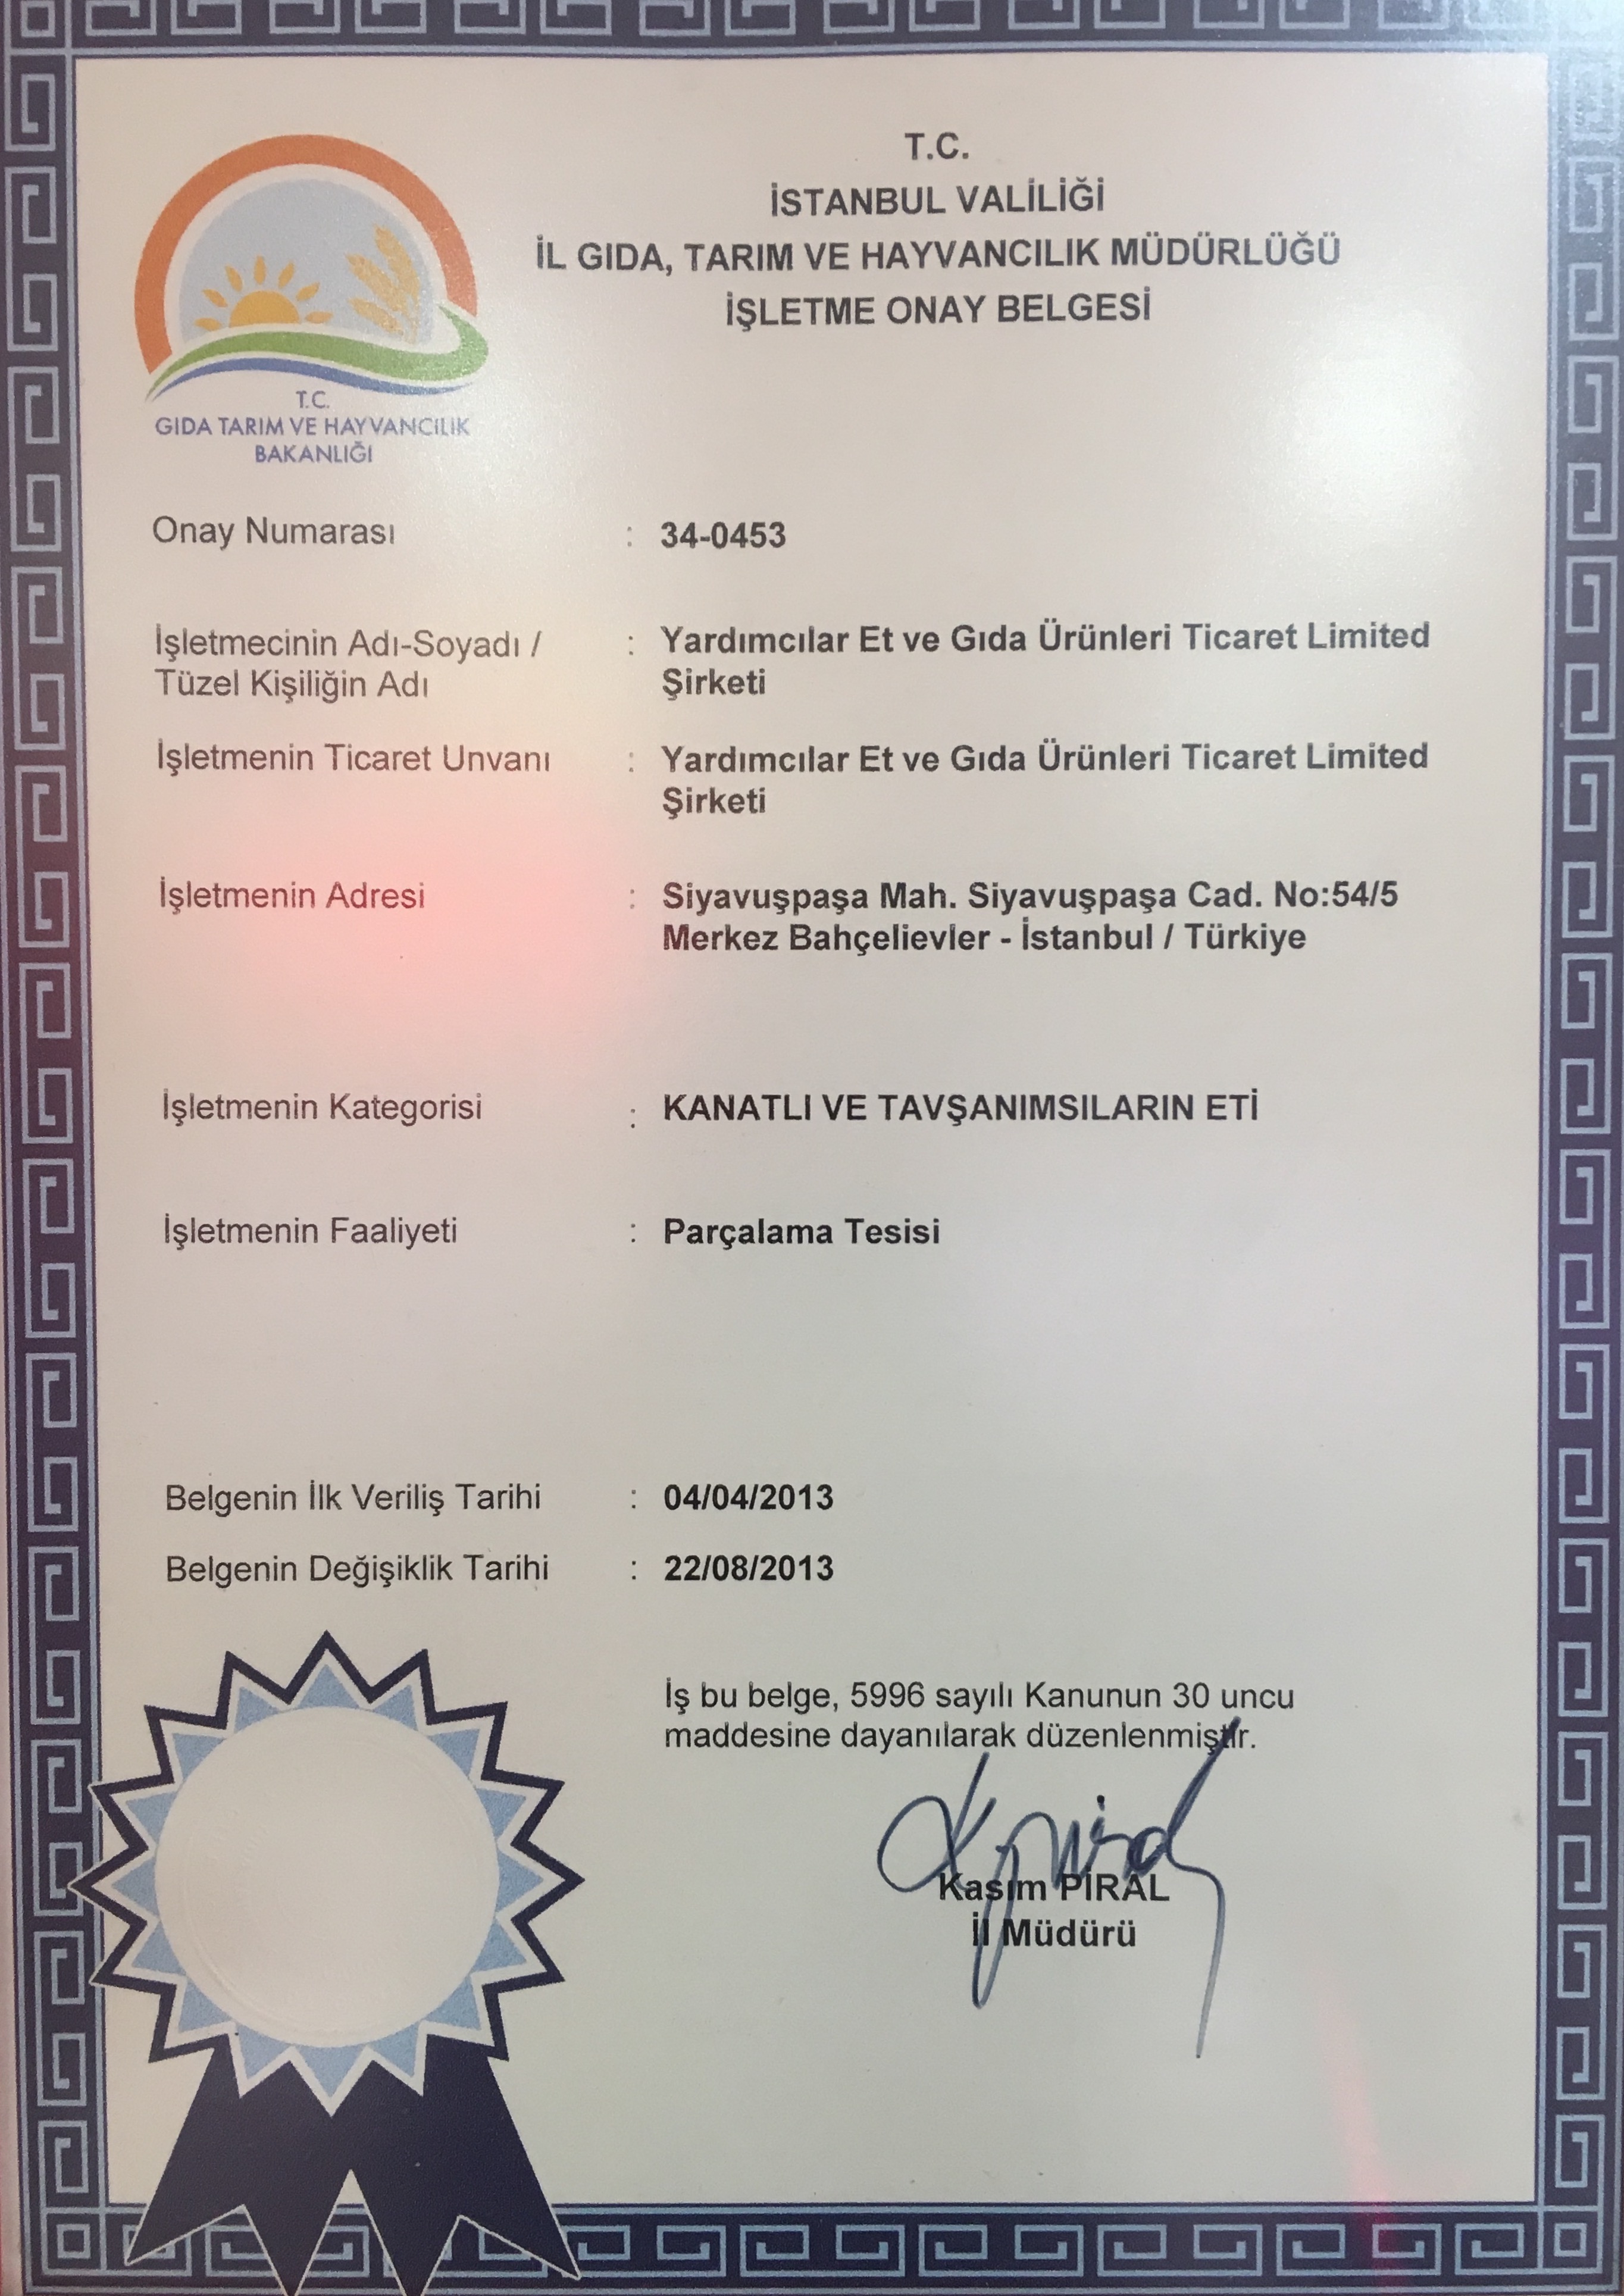 T.C.
İSTANBUL VALİLİĞİ
İL GIDA, TARIM VE HAYVANCILIK MÜDÜRLÜĞÜ
İŞLETME ONAY BELGESİ
T.C.
GIDA TARIM VE HAYVANCILIK
BAKANLIĞI
Onay Numarası : 34-0453
İşletmecinin Adı-Soyadı / : Yardımcılar Et ve Gıda Ürünleri Ticaret Limited
Tüzel Kişiliğin Adı Şirketi
İşletmenin Ticaret Unvanı : Yardımcılar Et ve Gıda Ürünleri Ticaret Limited
Şirketi
İşletmenin Adresi : Siyavuşpaşa Mah. Siyavuşpaşa Cad. No:54/5
Merkez Bahçelievler - İstanbul / Türkiye
İşletmenin Kategorisi : KANATLI VE TAVŞANIMSILARIN ETİ
İşletmenin Faaliyeti : Parçalama Tesisi
Belgenin İlk Veriliş Tarihi : 04/04/2013
Belgenin Değişiklik Tarihi : 22/08/2013
İş bu belge, 5996 sayılı Kanunun 30 uncu
maddesine dayanılarak düzenlenmiştir.
Kasım PİRAL
İl Müdürü